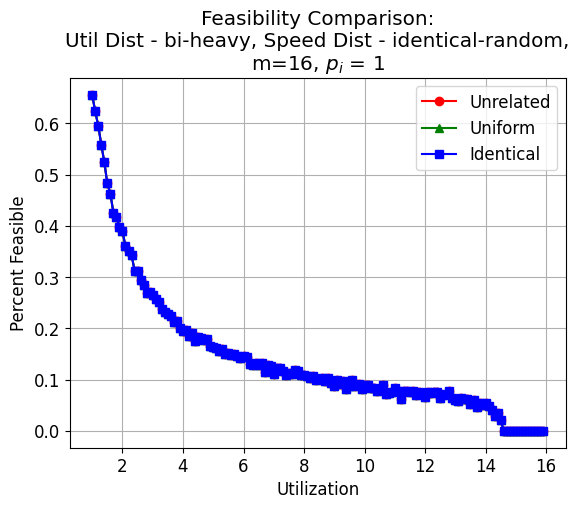 Feasibility Comparison:
Util Dist - bi-heavy, Speed Dist - identical-random,
m=16, $p_i$ = 1
Unrelated
Uniform
Identical
Percent Feasible
0.6
0.5
0.4
0.3
0.2
0.1
0.0
2 4 6 8 10 12 14 16
Utilization